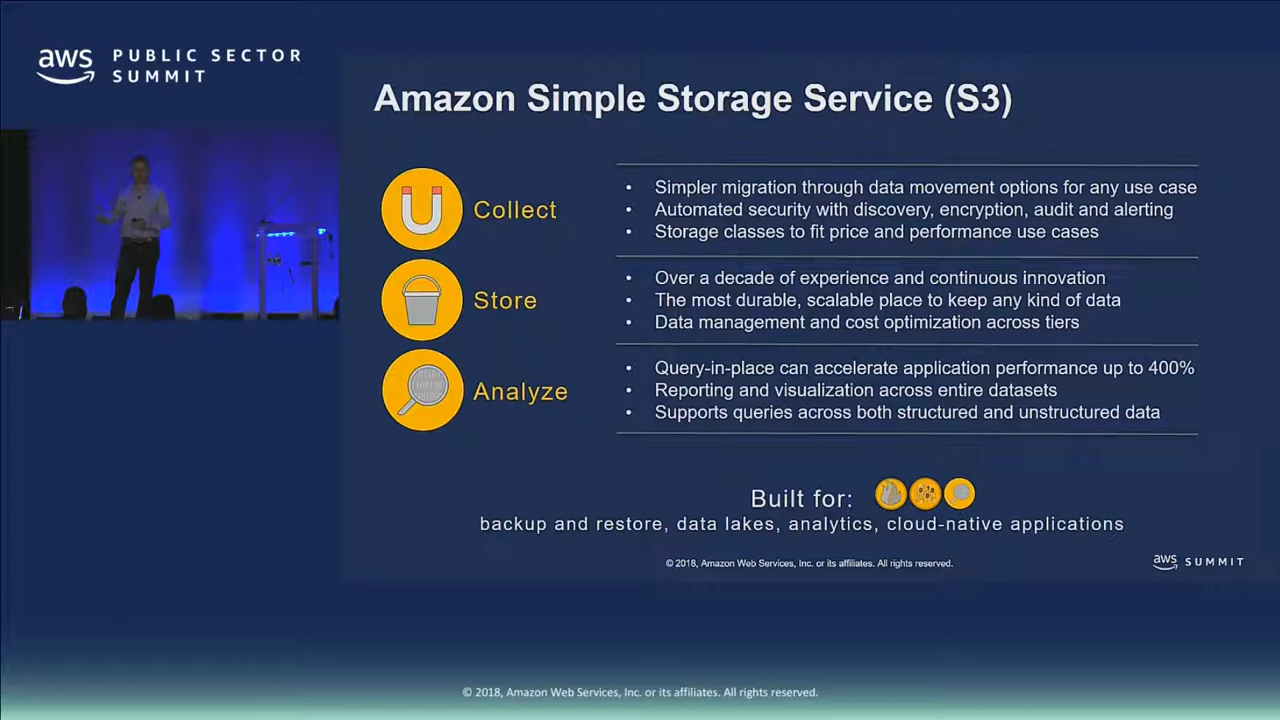 aws PUBLIC SECTOR
SUMMIT
Amazon Simple Storage Service (S3)
Collect
• Simpler migration through data movement options for any use case
• Automated security with discovery, encryption, audit and alerting
• Storage classes to fit price and performance use cases
Store
• Over a decade of experience and continuous innovation
• The most durable, scalable place to keep any kind of data
• Data management and cost optimization across tiers
Analyze
• Query-in-place can accelerate application performance up to 400%
• Reporting and visualization across entire datasets
• Supports queries across both structured and unstructured data
Built for:
backup and restore, data lakes, analytics, cloud-native applications
© 2018, Amazon Web Services, Inc. or its affiliates. All rights reserved.
aws SUMMIT
© 2018, Amazon Web Services, Inc. or its affiliates. All rights reserved.